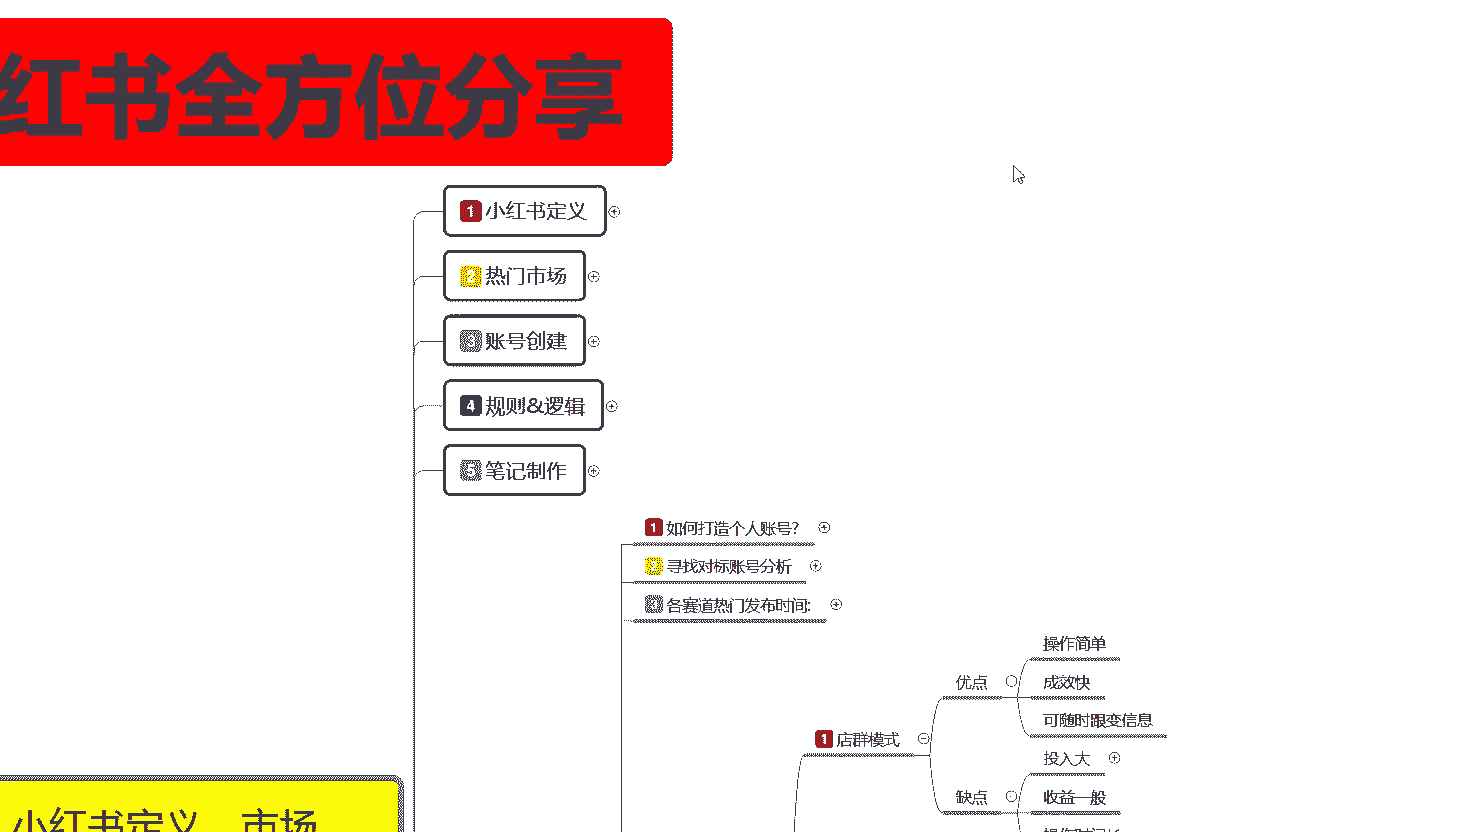 红书全方位分享
1 小红书定义
2 热门市场
3 账号创建
4 规则&逻辑
5 笔记制作
1 如何打造个人账号?
2 寻找对标账号分析
3 各赛道热门发布时间:
操作简单
优点
成效快
可随时跟变信息
1 店群模式
投入大
缺点
收益一般
操作时间长
小红书定义、市场